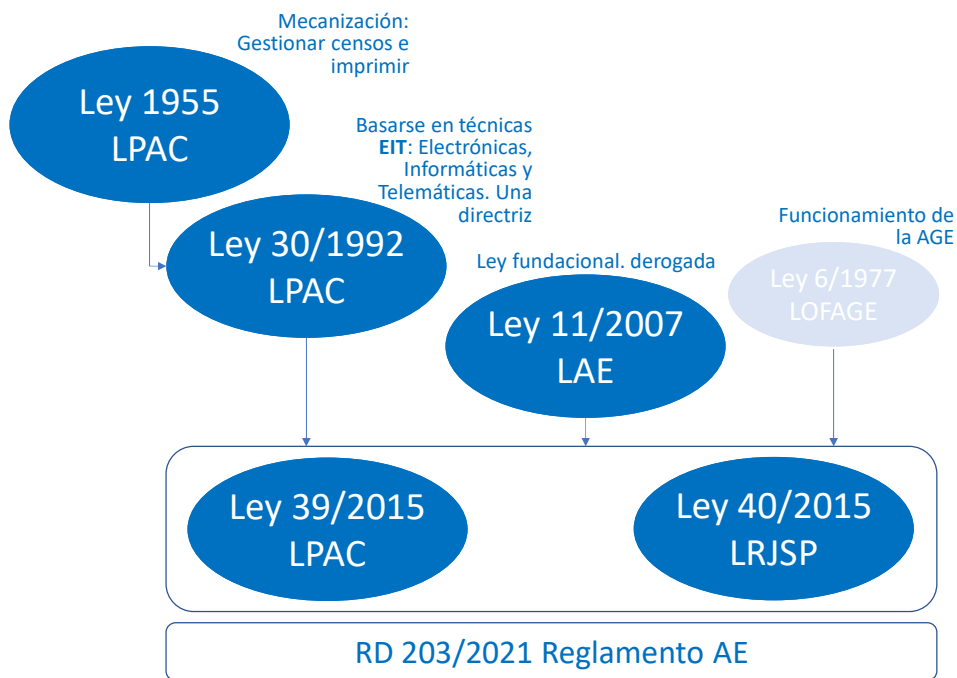 Mecanización:
Gestionar censos e
imprimir
Ley 1955
LPAC
Basarse en técnicas
EIT: Electrónicas,
Informáticas y
Telemáticas. Una
directriz
Ley 30/1992
LPAC
Ley fundacional. derogada
Ley 11/2007
LAE
Funcionamiento de
la AGE
Ley 6/1977
LOFAGE
Ley 39/2015
LPAC
Ley 40/2015
LRJSP
RD 203/2021 Reglamento AE